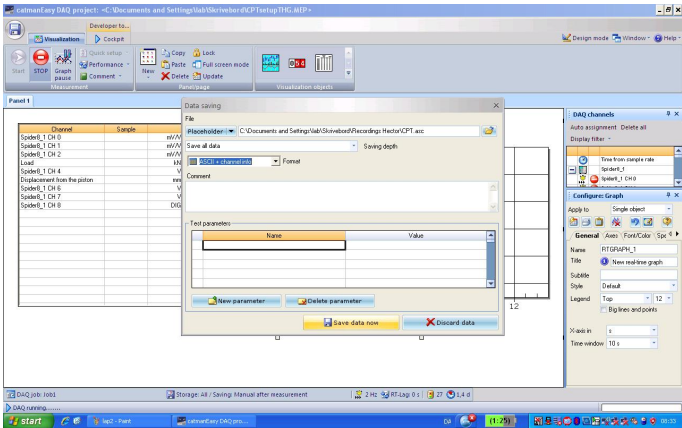 catmanEasy DAQ project: <C:\Documents and Settings\lab\Skrivebord\CPTsetupTHG.MEP>
Developer to...
Visualization
Cockpit
Design mode
Window
Help
Start
STOP
Graph pause
Quick setup
Performance
Comment
Measurement
New
Copy
Lock
Paste
Full screen mode
Delete
Update
Panel/page
Visualization objects
Panel 1
Channel
Sample
Spider8_1 CH 0
mV/V
Spider8_1 CH 1
mV/V
Spider8_1 CH 2
mV/V
Load
kN
Spider8_1 CH 4
V
Displacement from the piston
mm
Spider8_1 CH 6
V
Spider8_1 CH 7
V
Spider8_1 CH 8
DIG
12
Data saving
File
Placeholder
C:\Documents and Settings\lab\Skrivebord\Recordings Hector\CPT.asc
Save all data
Saving depth
ASCII + channelinfo
Format
Comment
Test parameters
Name
Value
New parameter
Delete parameter
Save data now
Discard data
DAQ channels
Auto assignment Delete all
Display filter
Time from sample rate
Spider8_1
Spider8_1 CH 0
Configure: Graph
Apply to
Single object
General
Axes
Font/Color
Name
RTGRAPH_1
Title
New real-time graph
Subtitle
Style
Default
Legend
Top
12
Big lines and points
X-axis in
s
Time window
10 s
DAQ job: Job1
Storage: All / Saving: Manual after measurement
2 Hz
RT-Lag: 0 s
27
1,4 d
DAQ running........
start
lap2 - Paint
catmanEasy DAQ pro...
DA
(1:25)
08:33